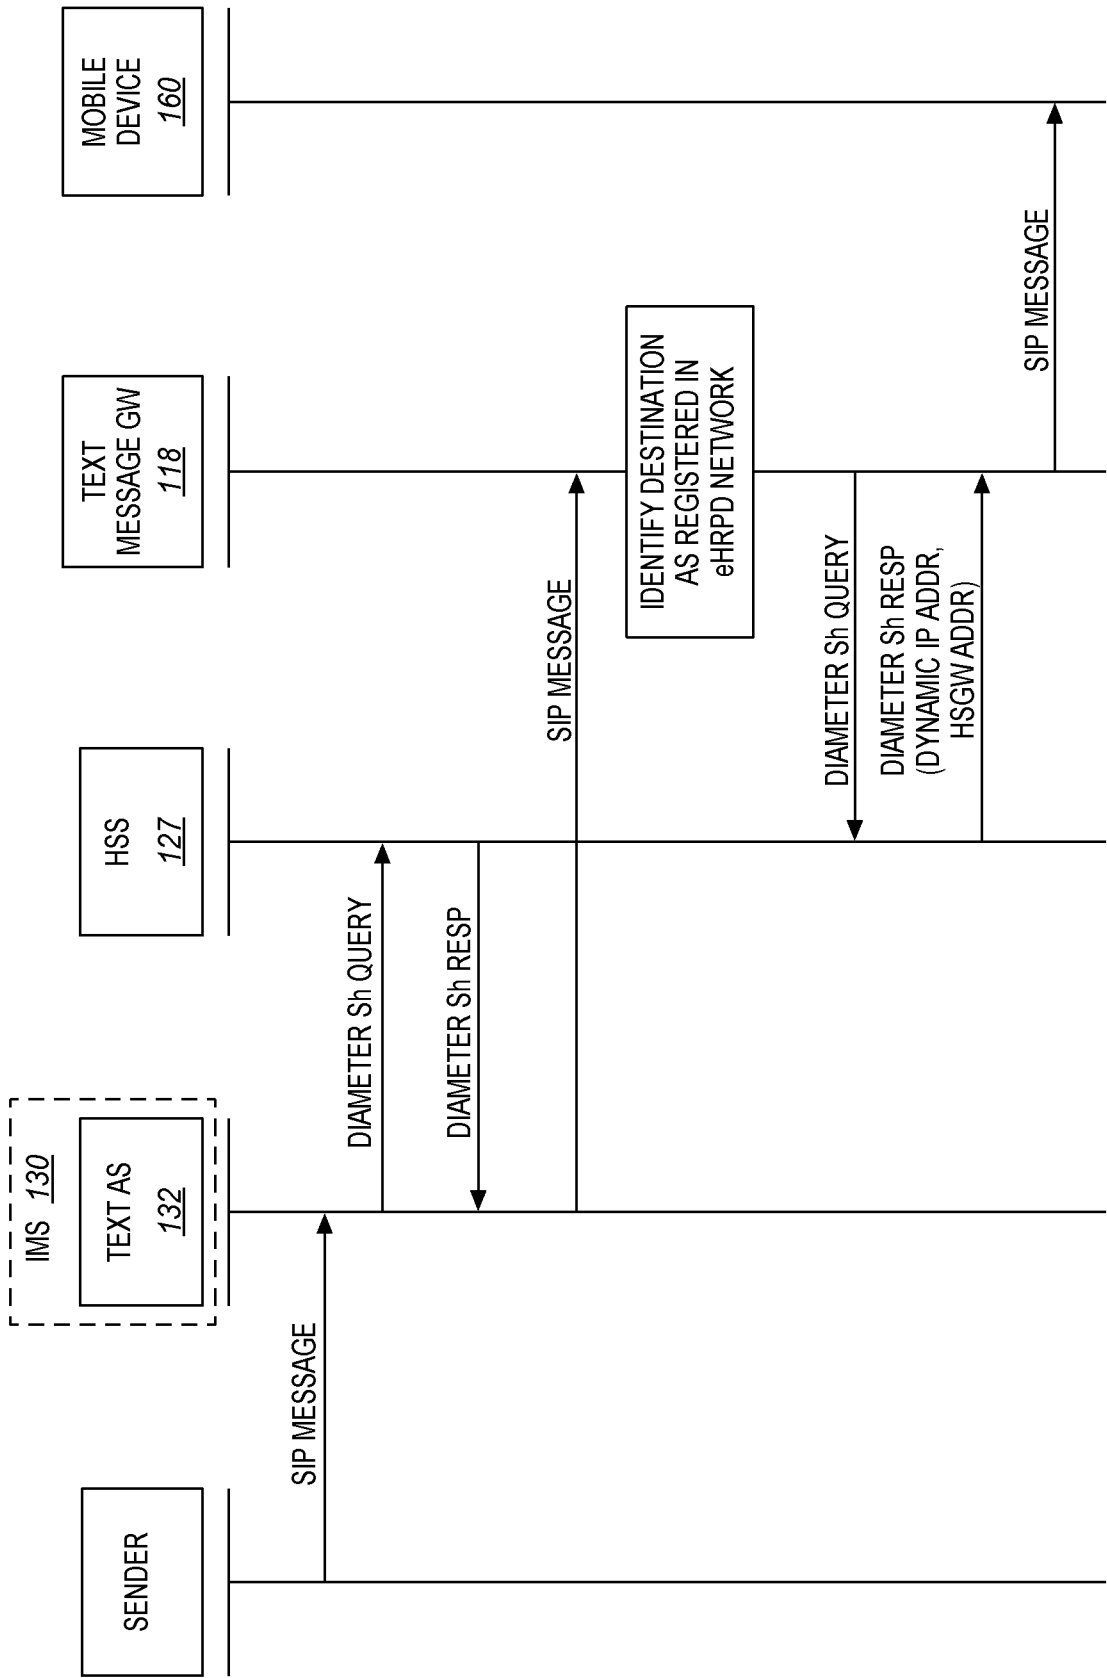 SENDER
IMS 130
TEXT AS
132
HSS
127
TEXT
MESSAGE GW
118
MOBILE
DEVICE
160
SIP MESSAGE
DIAMETER Sh QUERY
DIAMETER Sh RESP
SIP MESSAGE
IDENTIFY DESTINATION
AS REGISTERED IN
eHRPD NETWORK
DIAMETER Sh QUERY
DIAMETER Sh RESP
(DYNAMIC IP ADDR,
HSGW ADDR)
SIP MESSAGE